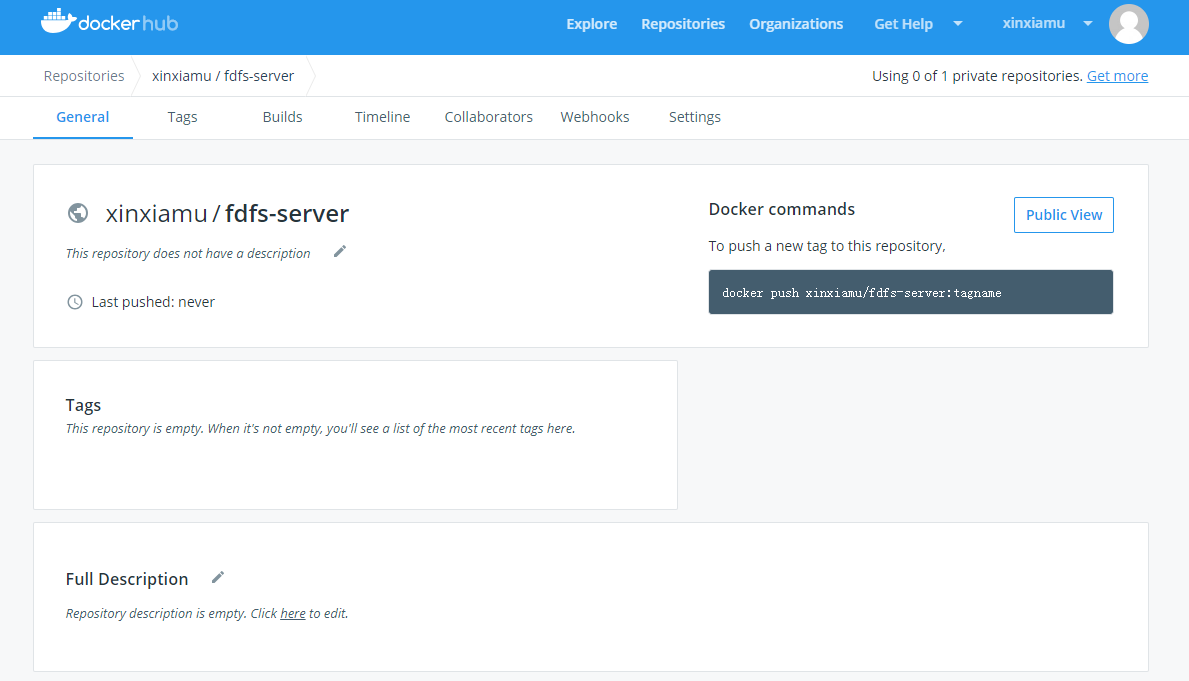 docker hub
Explore Repositories Organizations Get Help xinxiamu
Repositories xinxiamu / fdfs-server Using 0 of 1 private repositories. Get more
General Tags Builds Timeline Collaborators Webhooks Settings
xinxiamu / fdfs-server
This repository does not have a description
Last pushed: never
Docker commands
Public View
To push a new tag to this repository,
docker push xinxiamu/fdfs-server:tagname
Tags
This repository is empty. When it's not empty, you'll see a list of the most recent tags here.
Full Description
Repository description is empty. Click here to edit.